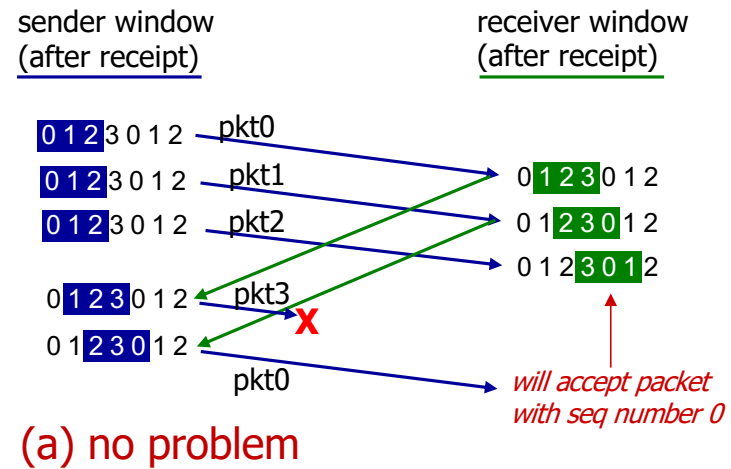 sender window
(after receipt)
receiver window
(after receipt)
0 1 2 3 0 1 2
pkt0
0 1 2 3 0 1 2
pkt1
0 1 2 3 0 1 2
pkt2
0 1 2 3 0 1 2
0 1 2 3 0 1 2
0 1 2 3 0 1 2
0 1 2 3 0 1 2
pkt3
X
0 1 2 3 0 1 2
pkt0
will accept packet
with seq number 0
(a) no problem